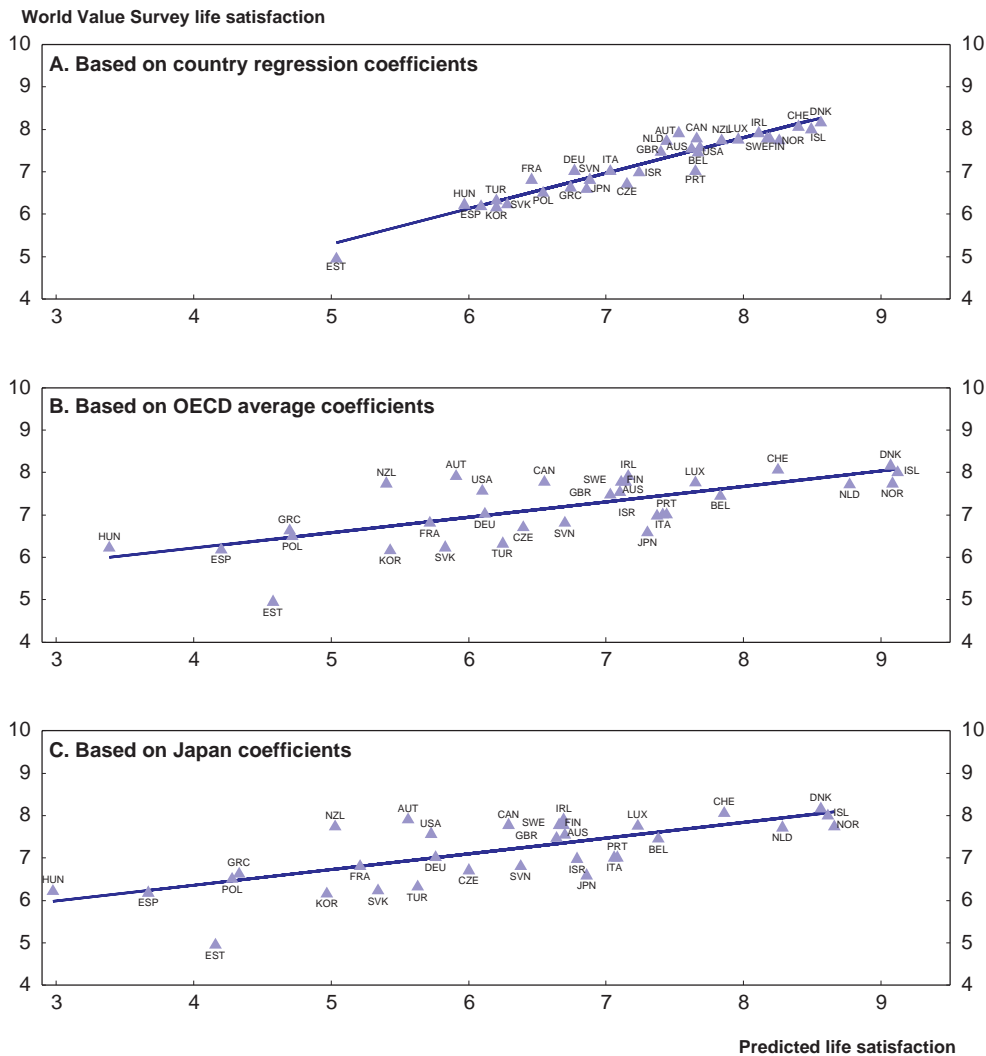 World Value Survey life satisfaction
10 10
A. Based on country regression coefficients
9 9
8 8
7 7
6 6
5 5
4 4
DNK
CHE
IRL
AUT CAN NZL LUX
NLD
GBR AUS USA SWE FIN NOR ISL
BEL
FRA DEU SVN ITA ISR PRT
HUN TUR POL GRC JPN CZE
ESP KOR SVK
EST
3 4 5 6 7 8 9
10 10
B. Based on OECD average coefficients
9 9
8 8
7 7
6 6
5 5
4 4
DNK
CHE ISL
NZL AUT USA CAN IRL
SWE FIN LUX NLD NOR
GBR AUS BEL
GRC DEU ISR PRT
HUN POL FRA CZE SVN ITA
ESP KOR SVK TUR JPN
EST
3 4 5 6 7 8 9
10 10
C. Based on Japan coefficients
9 9
8 8
7 7
6 6
5 5
4 4
DNK
CHE ISL
NZL AUT USA CAN IRL LUX NOR
SWE FIN
GBR AUS BEL NLD
GRC DEU PRT
HUN POL FRA CZE SVN ISR ITA
ESP KOR SVK TUR JPN
EST
3 4 5 6 7 8 9
Predicted life satisfaction